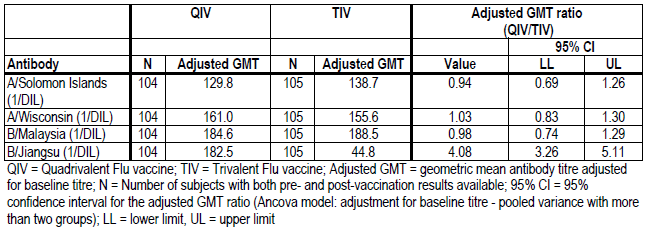 QIV TIV Adjusted GMT ratio
(QIV/TIV)
95% CI
Antibody N Adjusted GMT N Adjusted GMT Value LL UL
A/Solomon Islands 104 129.8 105 138.7 0.94 0.69 1.26
(1/DIL)
A/Wisconsin (1/DIL) 104 161.0 105 155.6 1.03 0.83 1.30
B/Malaysia (1/DIL) 104 184.6 105 188.5 0.98 0.74 1.29
B/Jiangsu (1/DIL) 104 182.5 105 44.8 4.08 3.26 5.11
QIV = Quadrivalent Flu vaccine; TIV = Trivalent Flu vaccine; Adjusted GMT = geometric mean antibody titre adjusted
for baseline titre; N = Number of subjects with both pre- and post-vaccination results available; 95% CI = 95%
confidence interval for the adjusted GMT ratio (Ancova model: adjustment for baseline titre - pooled variance with more
than two groups); LL = lower limit, UL = upper limit